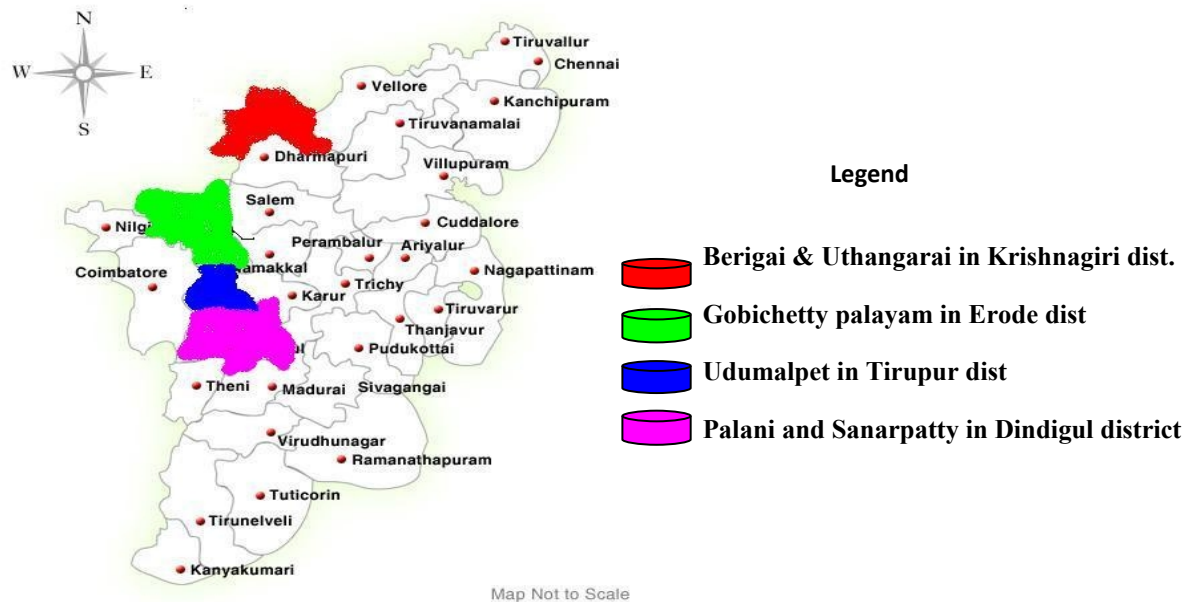 N
W E
S
Tiruvallur
Chennai
Vellore
Kanchipuram
Tiruvanamalai
Dharmapuri
Villupuram
Salem
Cuddalore
Perambalur
Ariyalur
Coimbatore
Nagapattinam
Karur
Trichy
Tiruvarur
Thanjavur
Pudukottai
Theni
Madurai
Sivagangai
Virudhunagar
Ramanathapuram
Tuticorin
Tirunelveli
Kanyakumari
Map Not to Scale
Legend
Berigai & Uthangarai in Krishnagiri dist.
Gobichetty palayam in Erode dist
Udumalpet in Tirupur dist
Palani and Sanarpatty in Dindigul district